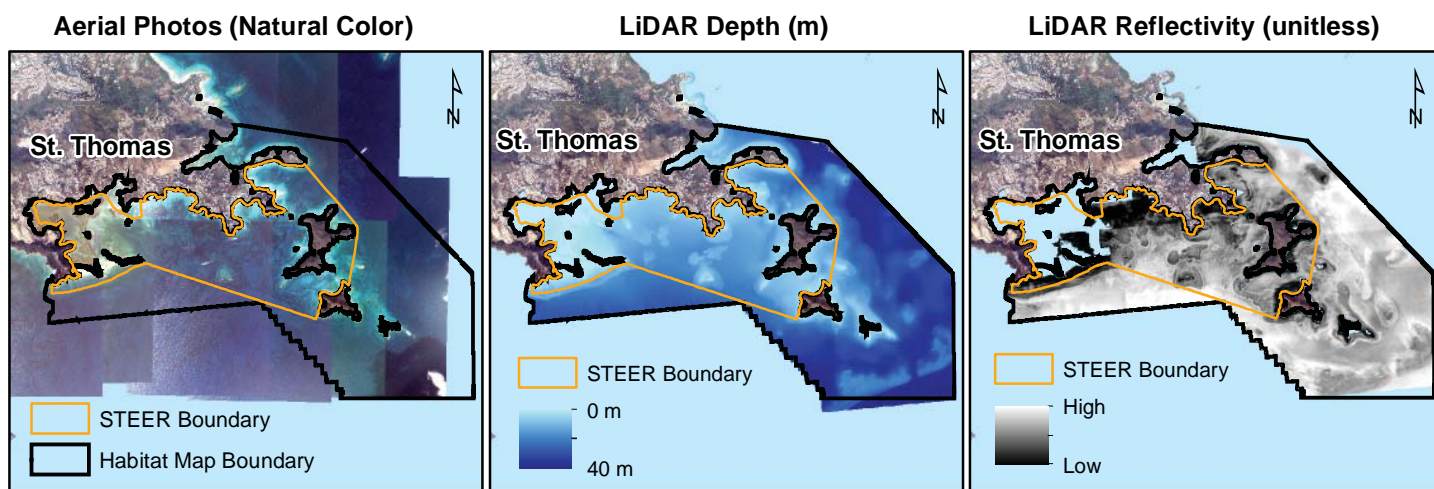 Aerial Photos (Natural Color)
St. Thomas
N
STEER Boundary
Habitat Map Boundary
LiDAR Depth (m)
St. Thomas
N
STEER Boundary
0 m
40 m
LiDAR Reflectivity (unitless)
St. Thomas
N
STEER Boundary
High
Low